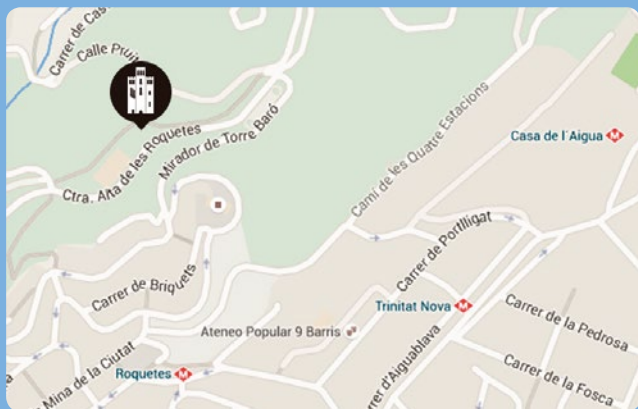 Carrer de Cas
Calle Pruit
Ctra. Alta de les Roquetes
Mirador de Torre Baró
Camí de les Quatre Estacions
Casa de l´Aigua
M
Carrer de Portlligat
Carrer de Briquets
Trinitat Nova
M
Carrer de la Pedrosa
Ateneo Popular 9 Barris
Carrer de la Fosca
Mina de la Ciutat
Roquetes
M
rrer d'Aiguablava